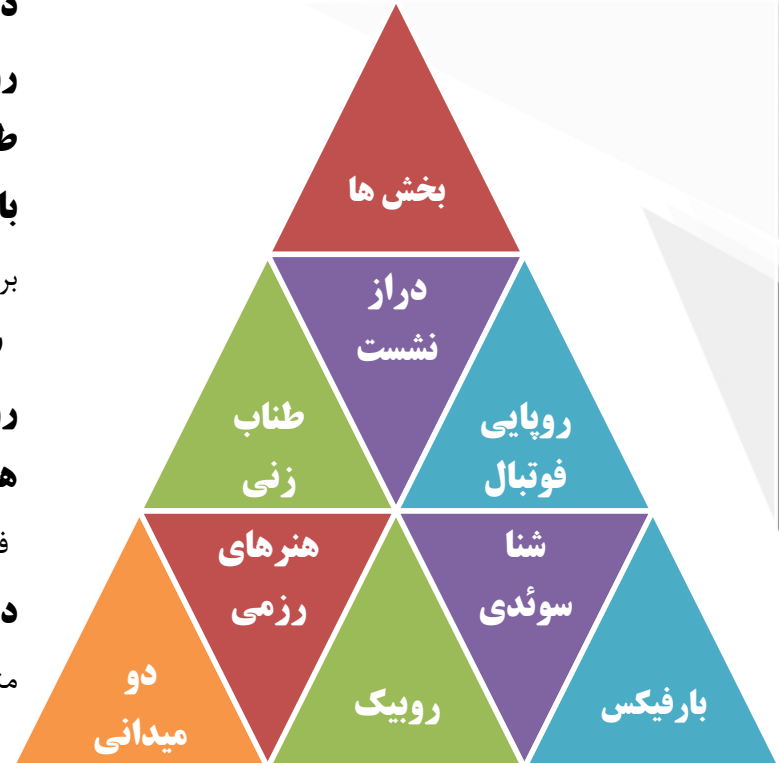 بخش ها
دراز
نشست
روپایی
فوتبال
طناب
زنی
شنا
سوئدی
هنرهای
رزمی
بارفیکس
روبیک
دو
میدانی